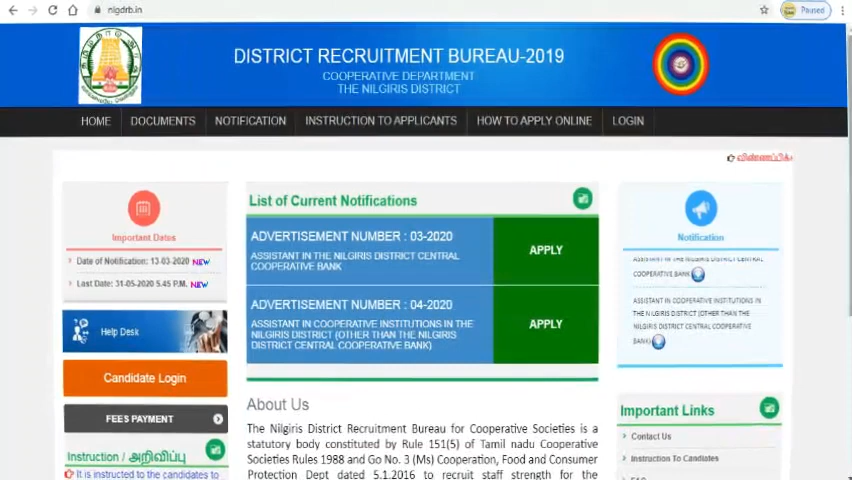 nlgdrb.in
Paused
DISTRICT RECRUITMENT BUREAU-2019
COOPERATIVE DEPARTMENT
THE NILGIRIS DISTRICT
HOME DOCUMENTS NOTIFICATION INSTRUCTION TO APPLICANTS HOW TO APPLY ONLINE LOGIN
Important Dates
Date of Notification: 13-03-2020 NEW
Last Date: 31-05-2020 5.45 P.M. NEW
Help Desk
Candidate Login
FEES PAYMENT
Instruction / அறிவிப்பு
It is instructed to the candidates to
List of Current Notifications
ADVERTISEMENT NUMBER : 03-2020
ASSISTANT IN THE NILGIRIS DISTRICT CENTRAL
COOPERATIVE BANK
APPLY
ADVERTISEMENT NUMBER : 04-2020
ASSISTANT IN COOPERATIVE INSTITUTIONS IN THE
NILGIRIS DISTRICT (OTHER THAN THE NILGIRIS
DISTRICT CENTRAL COOPERATIVE BANK)
APPLY
About Us
The Nilgiris District Recruitment Bureau for Cooperative Societies is a
statutory body constituted by Rule 151(5) of Tamil nadu Cooperative
Societies Rules 1988 and Go No. 3 (Ms) Cooperation, Food and Consumer
Protection Dept dated 5.1.2016 to recruit staff strength for the
Notification
ASSISTANT IN THE NILGIRIS DISTRICT CENTRAL
COOPERATIVE BANK
ASSISTANT IN COOPERATIVE INSTITUTIONS IN
THE NILGIRIS DISTRICT (OTHER THAN THE
NILGIRIS DISTRICT CENTRAL COOPERATIVE
BANK)
Important Links
Contact Us
Instruction To Candidates